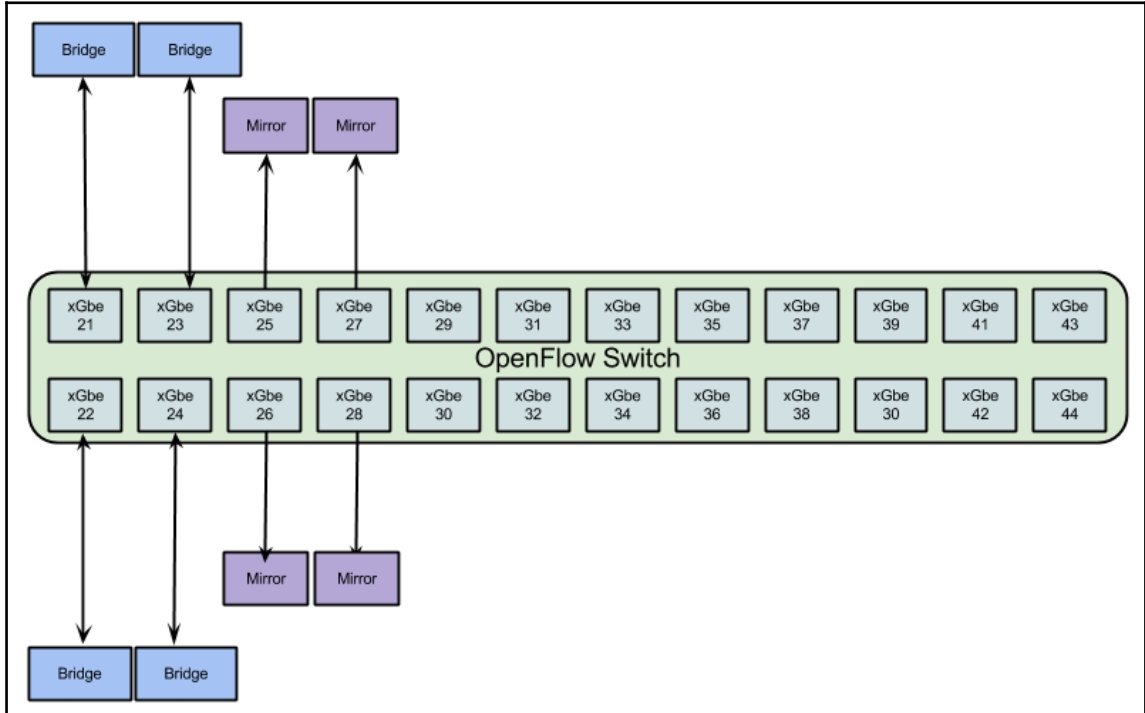 Bridge
Bridge
Mirror
Mirror
xGbe
21
xGbe
23
xGbe
25
xGbe
27
xGbe
29
xGbe
31
xGbe
33
xGbe
35
xGbe
37
xGbe
39
xGbe
41
xGbe
43
OpenFlow Switch
xGbe
22
xGbe
24
xGbe
26
xGbe
28
xGbe
30
xGbe
32
xGbe
34
xGbe
36
xGbe
38
xGbe
30
xGbe
42
xGbe
44
Mirror
Mirror
Bridge
Bridge